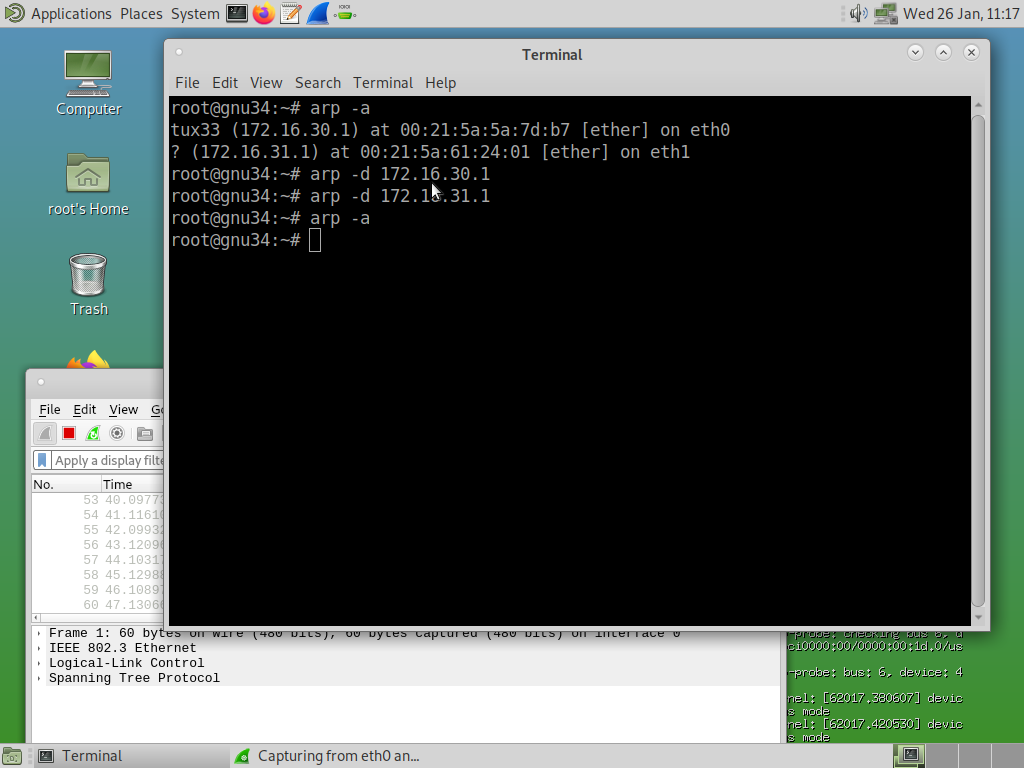 Applications Places System Wed 26 Jan, 11:17
Computer
root's Home
Trash
Terminal
File Edit View Search Terminal Help
root@gnu34:~# arp -a
tux33 (172.16.30.1) at 00:21:5a:5a:7d:b7 [ether] on eth0
? (172.16.31.1) at 00:21:5a:61:24:01 [ether] on eth1
root@gnu34:~# arp -d 172.16.30.1
root@gnu34:~# arp -d 172.16.31.1
root@gnu34:~# arp -a
root@gnu34:~#
File Edit View Go
Apply a display filte
No. Time
53 40.09773
54 41.11610
55 42.09932
56 43.12096
57 44.10317
58 45.12988
59 46.10897
60 47.13066
Frame 1: 60 bytes on wire (480 bits), 60 bytes captured (480 bits) on interface 0
IEEE 802.3 Ethernet
Logical-Link Control
Spanning Tree Protocol
-probe: checking bus 6, d
ci0000:00/0000:00:1d.0/us
-probe: bus: 6, device: 4
nel: [62017.380607] devic
s mode
nel: [62017.420530] devic
s mode
Terminal
Capturing from eth0 an...